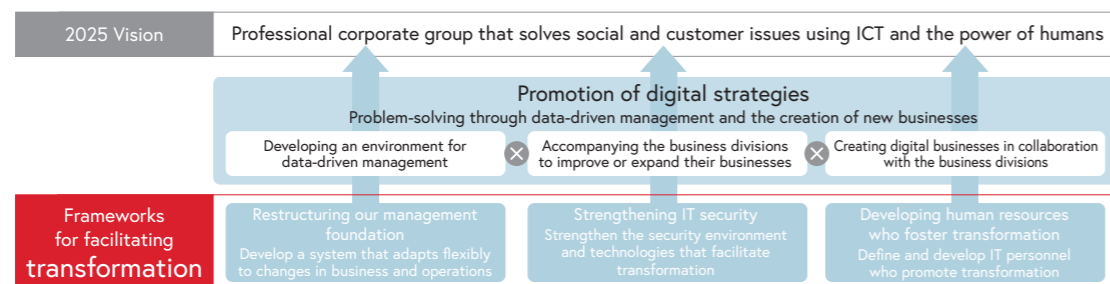 2025 Vision
Professional corporate group that solves social and customer issues using ICT and the power of humans
Promotion of digital strategies
Problem-solving through data-driven management and the creation of new businesses
Developing an environment for
data-driven management
Accompanying the business divisions
to improve or expand their businesses
Creating digital businesses in collaboration
with the business divisions
Frameworks
for facilitating
transformation
Restructuring our management
foundation
Develop a system that adapts flexibly
to changes in business and operations
Strengthening IT security
Strengthen the security environment
and technologies that facilitate
transformation
Developing human resources
who foster transformation
Define and develop IT personnel
who promote transformation